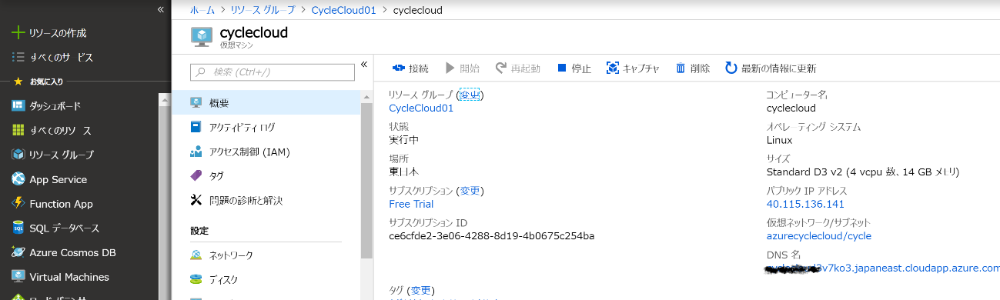 «
ホーム > リソース グループ > CycleCloud01 > cyclecloud
cyclecloud
仮想マシン
リソースの作成
すべてのサービス
お気に入り
ダッシュボード
すべてのリソース
リソース グループ
App Service
Function App
SQL データベース
Azure Cosmos DB
Virtual Machines
検索 (Ctrl+/)
«
概要
アクティビティ ログ
アクセス制御 (IAM)
タグ
問題の診断と解決
設定
ネットワーク
ディスク
接続 開始 再起動 停止 キャプチャ 削除 最新の情報に更新
リソース グループ (変更)
CycleCloud01
状態
実行中
場所
東日本
サブスクリプション (変更)
Free Trial
サブスクリプション ID
ce6cfde2-3e06-4288-8d19-4b0675c254ba
コンピューター名
cyclecloud
オペレーティング システム
Linux
サイズ
Standard D3 v2 (4 vcpu 数、14 GB メモリ)
パブリック IP アドレス
40.115.136.141
仮想ネットワーク/サブネット
azurecyclecloud/cycle
DNS 名
d3v7ko3.japaneast.cloudapp.azure.com
タグ (変更)